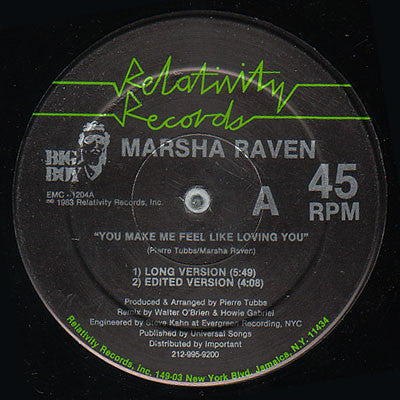 Relativity
Records
BIG
BOY
MARSHA RAVEN
EMC - 1204A
℗ 1983 Relativity Records, Inc.
A
45
RPM
"YOU MAKE ME FEEL LIKE LOVING YOU"
(Pierre Tubbs/Marsha Raven)
1) LONG VERSION (5:49)
2) EDITED VERSION (4:08)
Produced & Arranged by Pierre Tubbs
Remix by Walter O'Brien & Howie Gabriel
Engineered by Steve Kahn at Evergreen Recording, NYC
Published by Universal Songs
Distributed by Important
212-995-9200
Relativity Records, Inc. 149-03 New York Blvd. Jamaica, N.Y. 11434